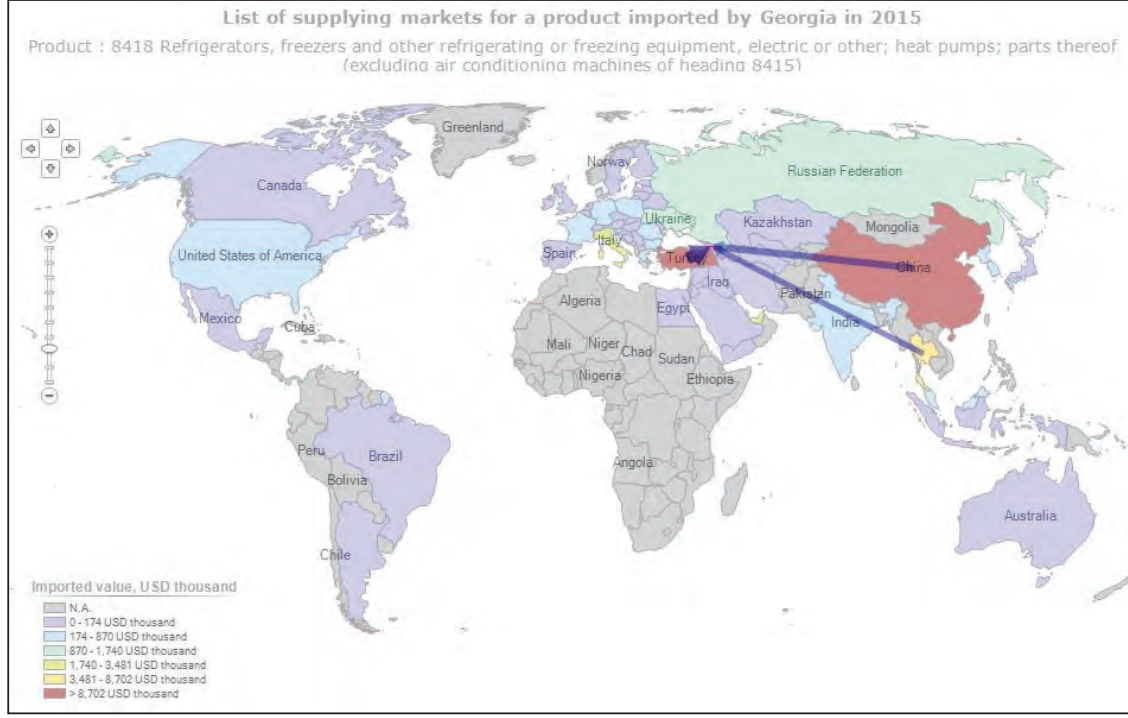 List of supplying markets for a product imported by Georgia in 2015
Product : 8418 Refrigerators, freezers and other refrigerating or freezing equipment, electric or other; heat pumps; parts thereof
(excluding air conditioning machines of heading 8415)
Greenland
Norway
Russian Federation
Canada
Ukraine
Kazakhstan
Mongolia
Italy
United States of America
Spain
Turkey
China
Iraq
Pakistan
Algeria
Egypt
Mexico
Cuba
India
Mali
Niger
Chad
Sudan
Nigeria
Ethiopia
Peru
Brazil
Angola
Bolivia
Australia
Chile
Imported value, USD thousand
N.A.
0 - 174 USD thousand
174 - 870 USD thousand
870 - 1,740 USD thousand
1,740 - 3,481 USD thousand
3,481 - 8,702 USD thousand
> 8,702 USD thousand